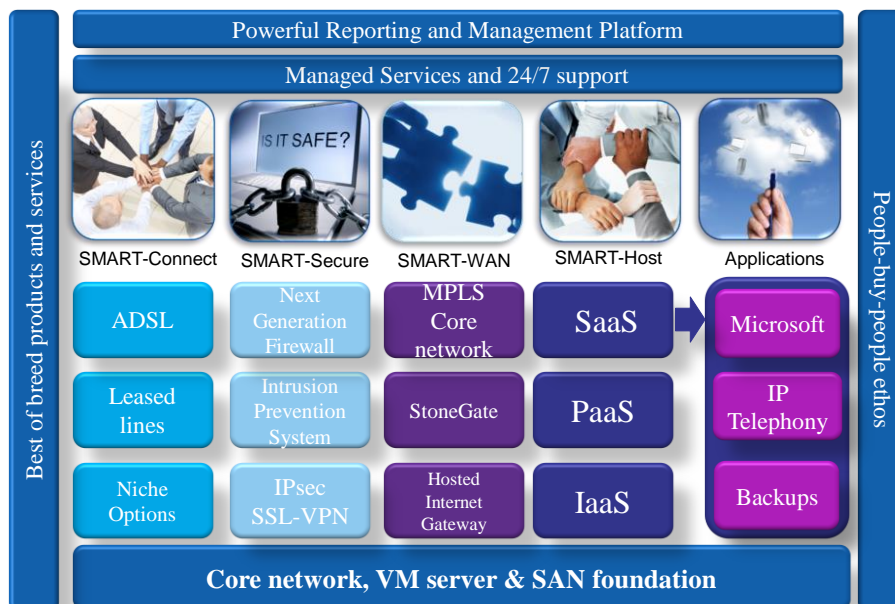 Powerful Reporting and Management Platform
Managed Services and 24/7 support
Best of breed products and services
People-buy-people ethos
IS IT SAFE?
SMART-Connect
SMART-Secure
SMART-WAN
SMART-Host
Applications
ADSL
Next
Generation
Firewall
MPLS
Core
network
SaaS
Microsoft
Leased
lines
Intrusion
Prevention
System
StoneGate
PaaS
IP
Telephony
Niche
Options
IPsec
SSL-VPN
Hosted
Internet
Gateway
IaaS
Backups
Core network, VM server & SAN foundation